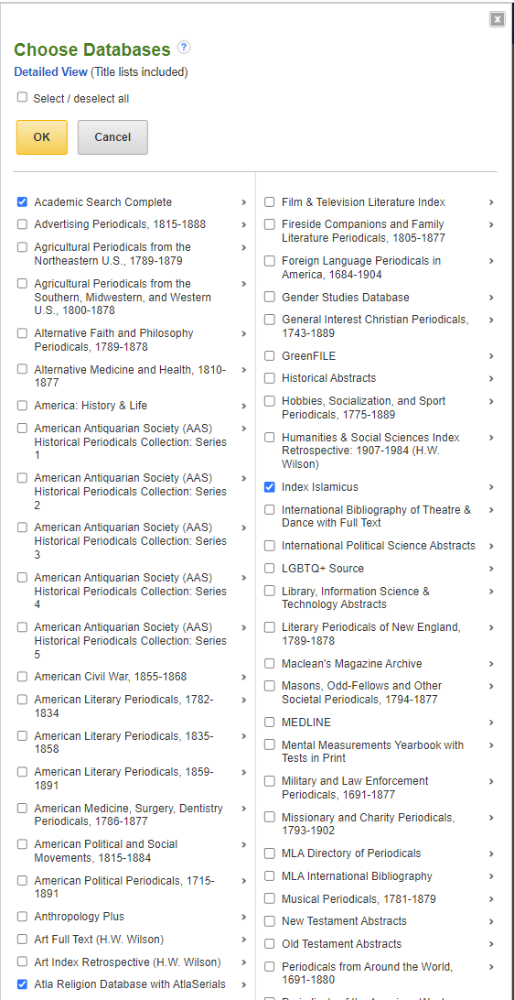 Choose Databases ?
Detailed View (Title lists included)
Select / deselect all
OK
Cancel
Academic Search Complete
Advertising Periodicals, 1815-1888
Agricultural Periodicals from the
Northeastern U.S., 1789-1879
Agricultural Periodicals from the
Southern, Midwestern, and Western
U.S., 1800-1878
Alternative Faith and Philosophy
Periodicals, 1789-1878
Alternative Medicine and Health, 1810-
1877
America: History & Life
American Antiquarian Society (AAS)
Historical Periodicals Collection: Series
1
American Antiquarian Society (AAS)
Historical Periodicals Collection: Series
2
American Antiquarian Society (AAS)
Historical Periodicals Collection: Series
3
American Antiquarian Society (AAS)
Historical Periodicals Collection: Series
4
American Antiquarian Society (AAS)
Historical Periodicals Collection: Series
5
American Civil War, 1855-1868
American Literary Periodicals, 1782-
1834
American Literary Periodicals, 1835-
1858
American Literary Periodicals, 1859-
1891
American Medicine, Surgery, Dentistry
Periodicals, 1786-1877
American Political and Social
Movements, 1815-1884
American Political Periodicals, 1715-
1891
Anthropology Plus
Art Full Text (H.W. Wilson)
Art Index Retrospective (H.W. Wilson)
Atla Religion Database with AtlaSerials
Film & Television Literature Index
Fireside Companions and Family
Literature Periodicals, 1805-1877
Foreign Language Periodicals in
America, 1684-1904
Gender Studies Database
General Interest Christian Periodicals,
1743-1889
GreenFILE
Historical Abstracts
Hobbies, Socialization, and Sport
Periodicals, 1775-1889
Humanities & Social Sciences Index
Retrospective: 1907-1984 (H.W.
Wilson)
Index Islamicus
International Bibliography of Theatre &
Dance with Full Text
International Political Science Abstracts
LGBTQ+ Source
Library, Information Science &
Technology Abstracts
Literary Periodicals of New England,
1789-1878
Maclean's Magazine Archive
Masons, Odd-Fellows and Other
Societal Periodicals, 1794-1877
MEDLINE
Mental Measurements Yearbook with
Tests in Print
Military and Law Enforcement
Periodicals, 1691-1877
Missionary and Charity Periodicals,
1793-1902
MLA Directory of Periodicals
MLA International Bibliography
Musical Periodicals, 1781-1879
New Testament Abstracts
Old Testament Abstracts
Periodicals from Around the World,
1691-1880